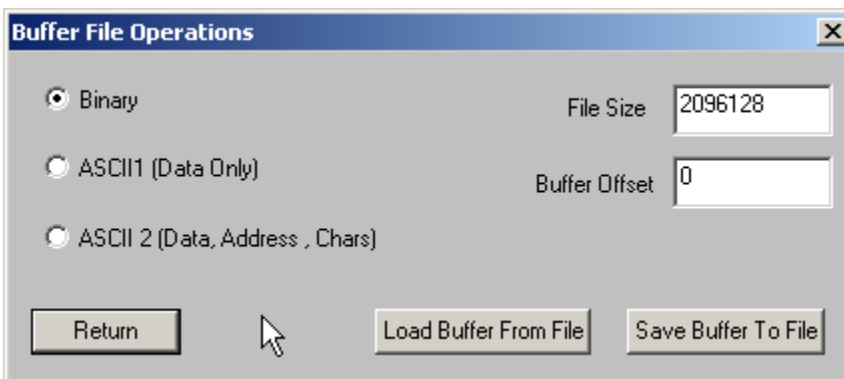 Buffer File Operations
Binary
File Size 2096128
ASCII1 (Data Only)
Buffer Offset 0
ASCII 2 (Data, Address , Chars)
Return Load Buffer From File Save Buffer To File